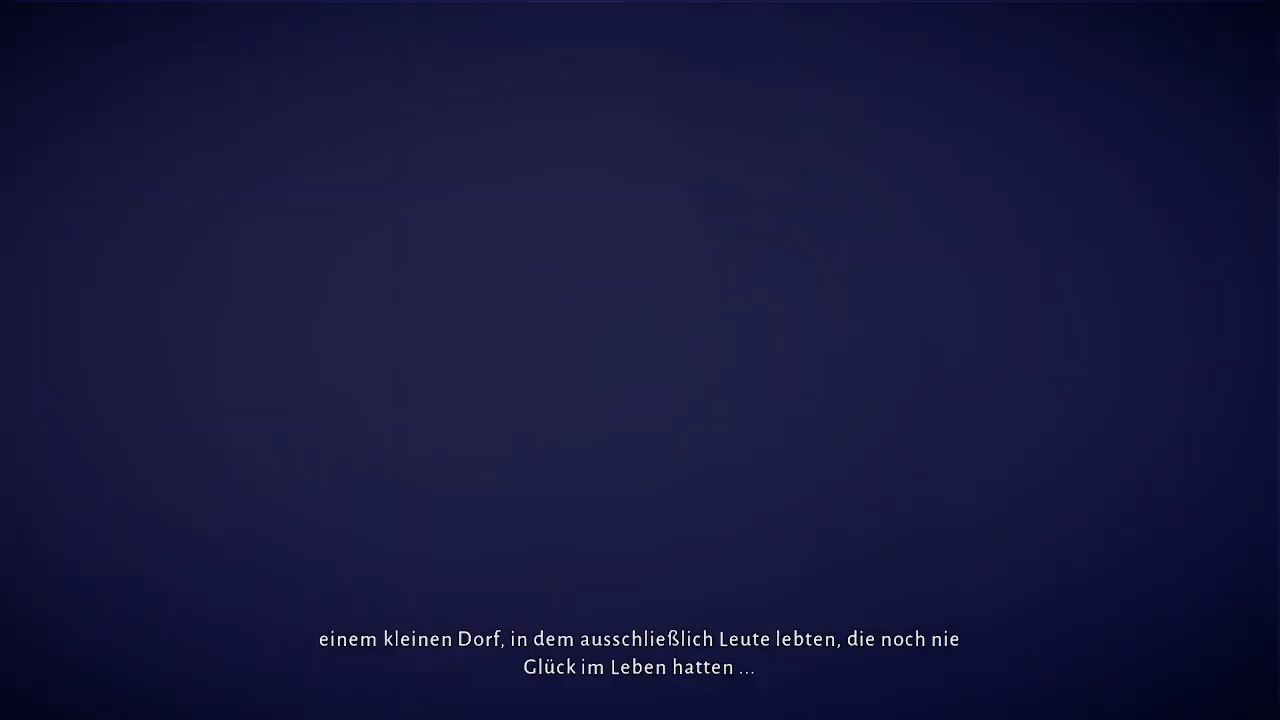 einem kleinen Dorf, in dem ausschließlich Leute lebten, die noch nie
Glück im Leben hatten ...